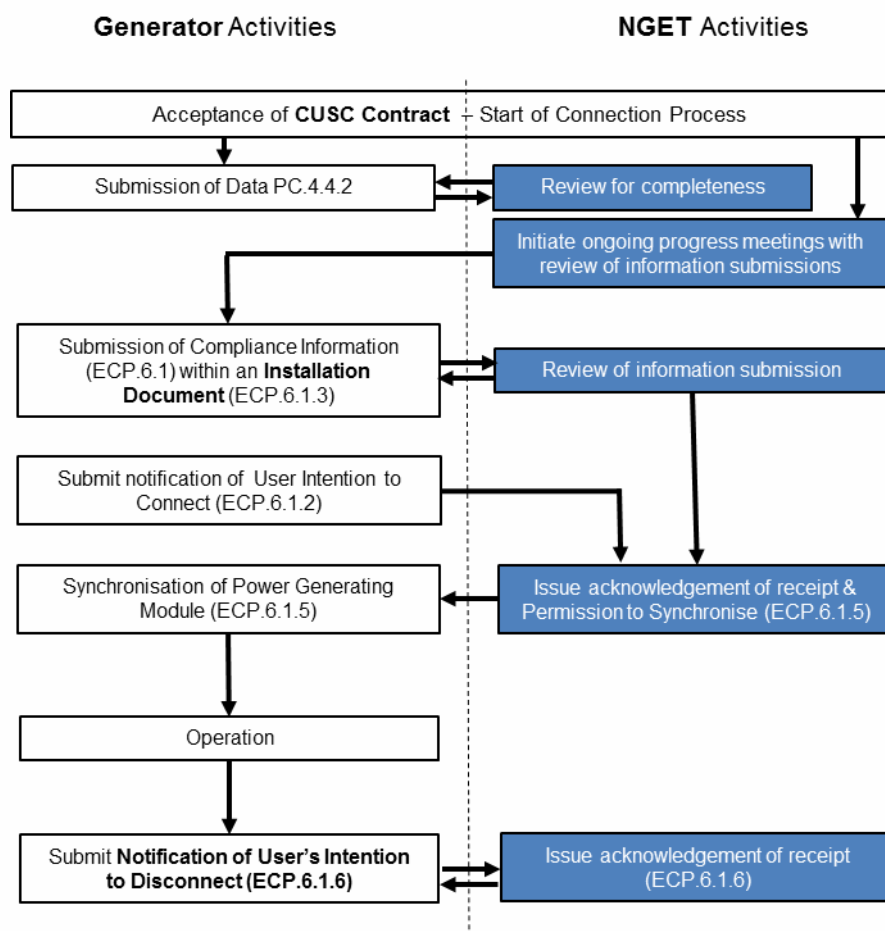 Generator Activities
NGET Activities
Acceptance of CUSC Contract – Start of Connection Process
Submission of Data PC.4.4.2
Review for completeness
Initiate ongoing progress meetings with
review of information submissions
Submission of Compliance Information
(ECP.6.1) within an Installation
Document (ECP.6.1.3)
Review of information submission
Submit notification of User Intention to
Connect (ECP.6.1.2)
Synchronisation of Power Generating
Module (ECP.6.1.5)
Issue acknowledgement of receipt &
Permission to Synchronise (ECP.6.1.5)
Operation
Submit Notification of User's Intention
to Disconnect (ECP.6.1.6)
Issue acknowledgement of receipt
(ECP.6.1.6)